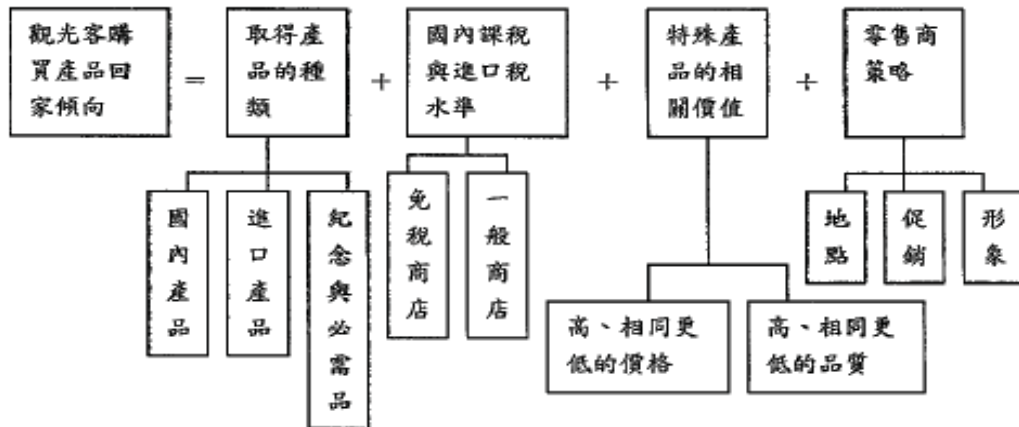 觀光客購
買產品回
家傾向
=
取得產
品的種
類
+
國內課稅
與進口稅
水準
+
特殊產
品的相
關價值
+
零售商
策略
國內產品
進口產品
紀念與必需品
免稅商店
一般商店
高、相同更
低的價格
高、相同更
低的品質
地點
促銷
形象